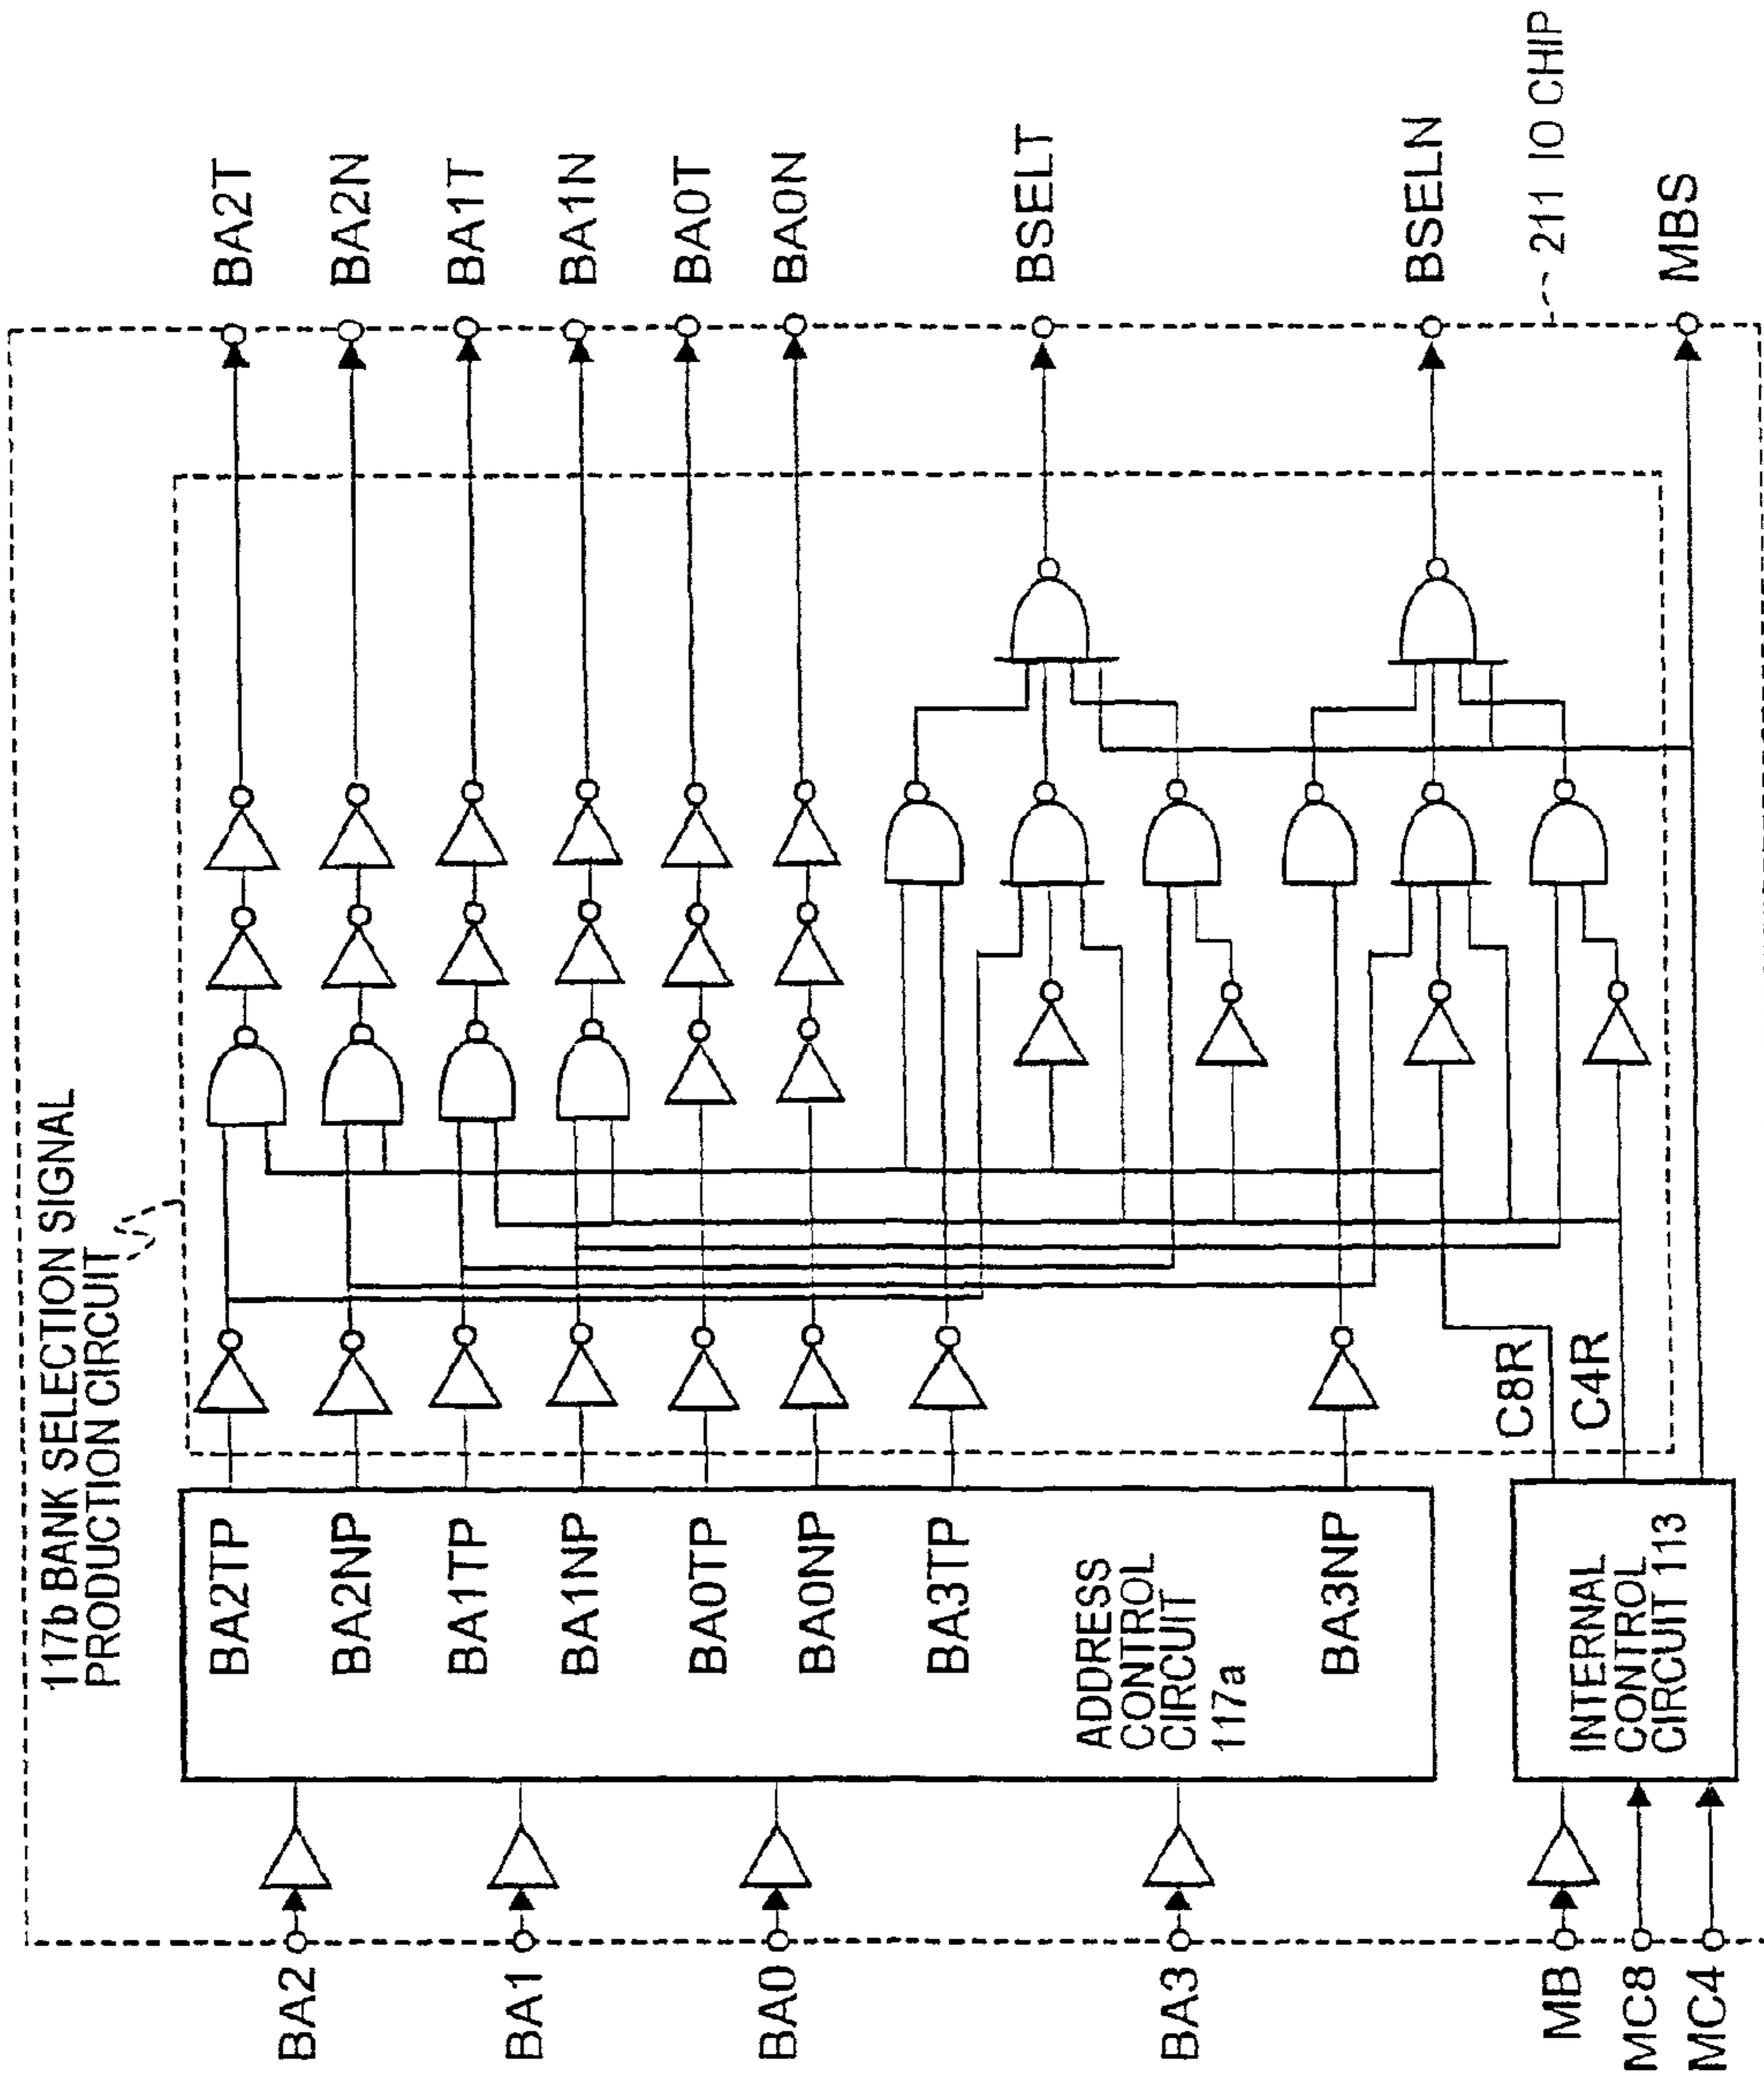 117b BANK SELECTION SIGNAL
PRODUCTION CIRCUIT
BA2
BA1
BA0
BA3
MB
MC8
MC4
BA2TP
BA2NP
BA1TP
BA1NP
BA0TP
BA0NP
BA3TP
ADDRESS
CONTROL
CIRCUIT
117a
BA3NP
INTERNAL
CONTROL
CIRCUIT 113
C8R
C4R
BA2T
BA2N
BA1T
BA1N
BA0T
BA0N
BSELT
BSELN
211 IO CHIP
MBS